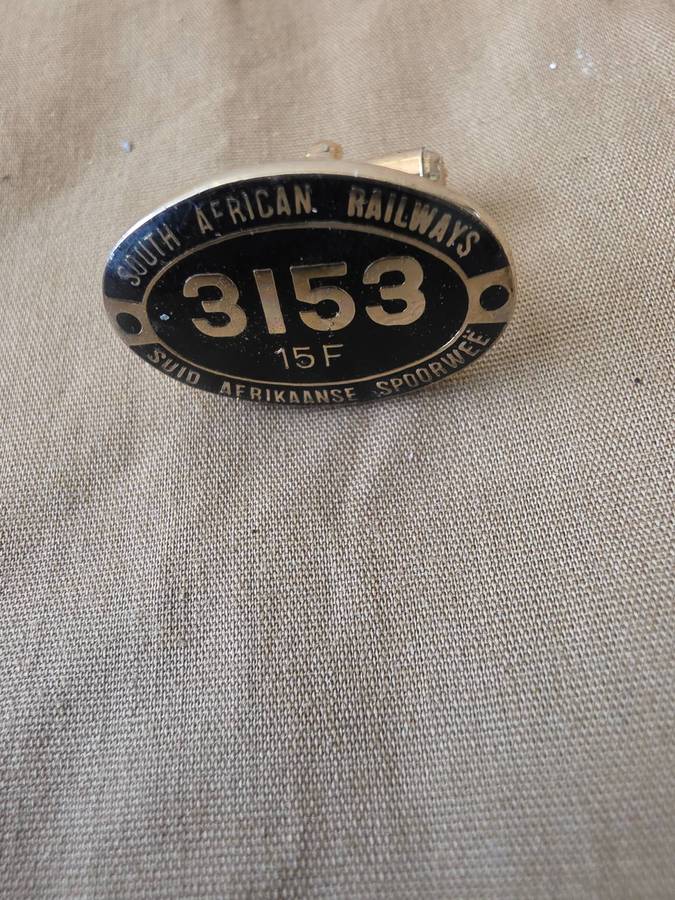 SOUTH AFRICAN RAILWAYS
3153
15F
SUID AFRIKAANSE SPOORWEË